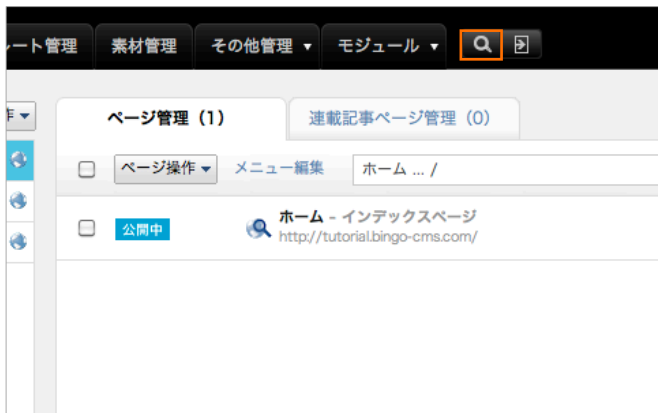 ート管理 素材管理 その他管理 ▼ モジュール ▼
ページ管理（1） 連載記事ページ管理（0）
ページ操作 ▼ メニュー編集 ホーム ... /
公開中 ホーム – インデックスページ
http://tutorial.bingo-cms.com/